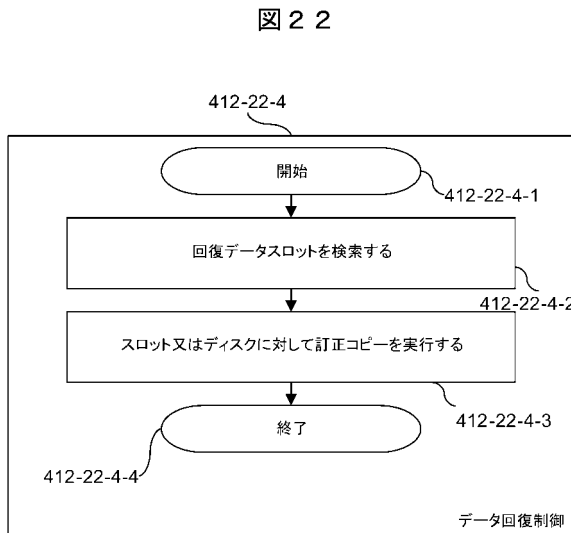 図22
412-22-4
開始
412-22-4-1
回復データスロットを検索する
412-22-4-2
スロット又はディスクに対して訂正コピーを実行する
412-22-4-3
終了
412-22-4-4
データ回復制御